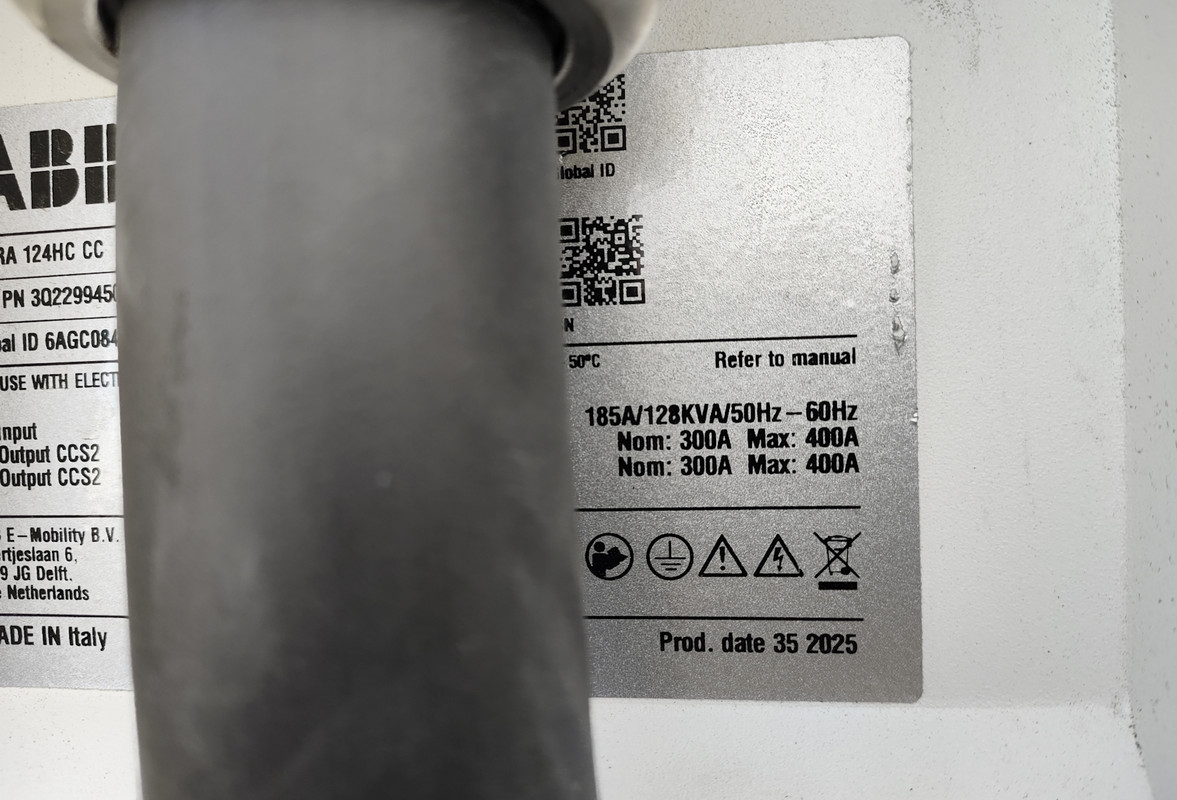 ABB
RA 124HC CC
PN 3Q2299450
al ID 6AGC084
USE WITH ELECT
nput
Output CCS2
Output CCS2
E-Mobility B.V.
rtjeslaan 6,
9 JG Delft.
Netherlands
ADE IN Italy
lobal ID
N
50°C Refer to manual
185A/128KVA/50Hz-60Hz
Nom: 300A Max: 400A
Nom: 300A Max: 400A
Prod. date 35 2025